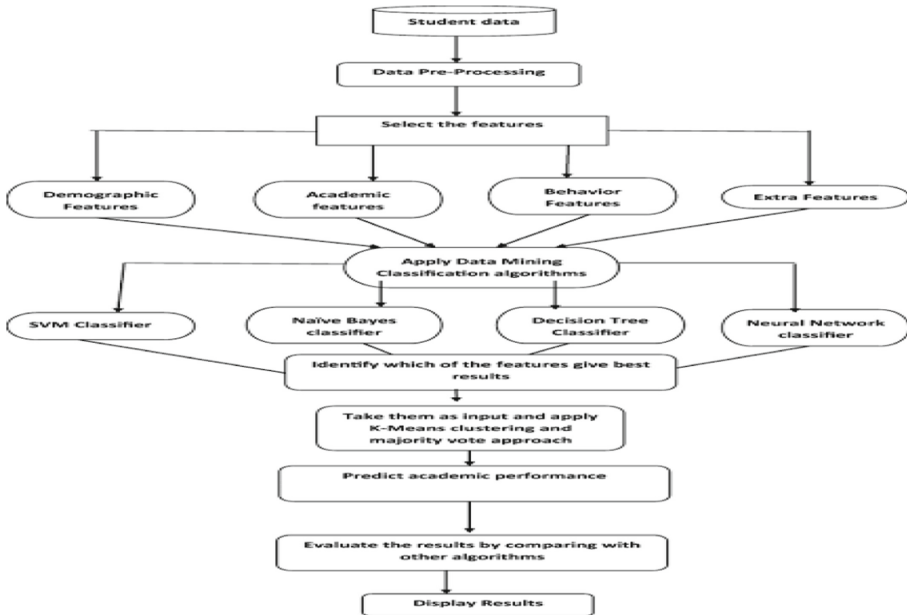 Student data
Data Pre-Processing
Select the features
Demographic
Features
Academic
features
Behavior
Features
Extra Features
Apply Data Mining
Classification algorithms
SVM Classifier
Naïve Bayes
classifier
Decision Tree
Classifier
Neural Network
classifier
Identify which of the features give best
results
Take them as input and apply
K-Means clustering and
majority vote approach
Predict academic performance
Evaluate the results by comparing with
other algorithms
Display Results